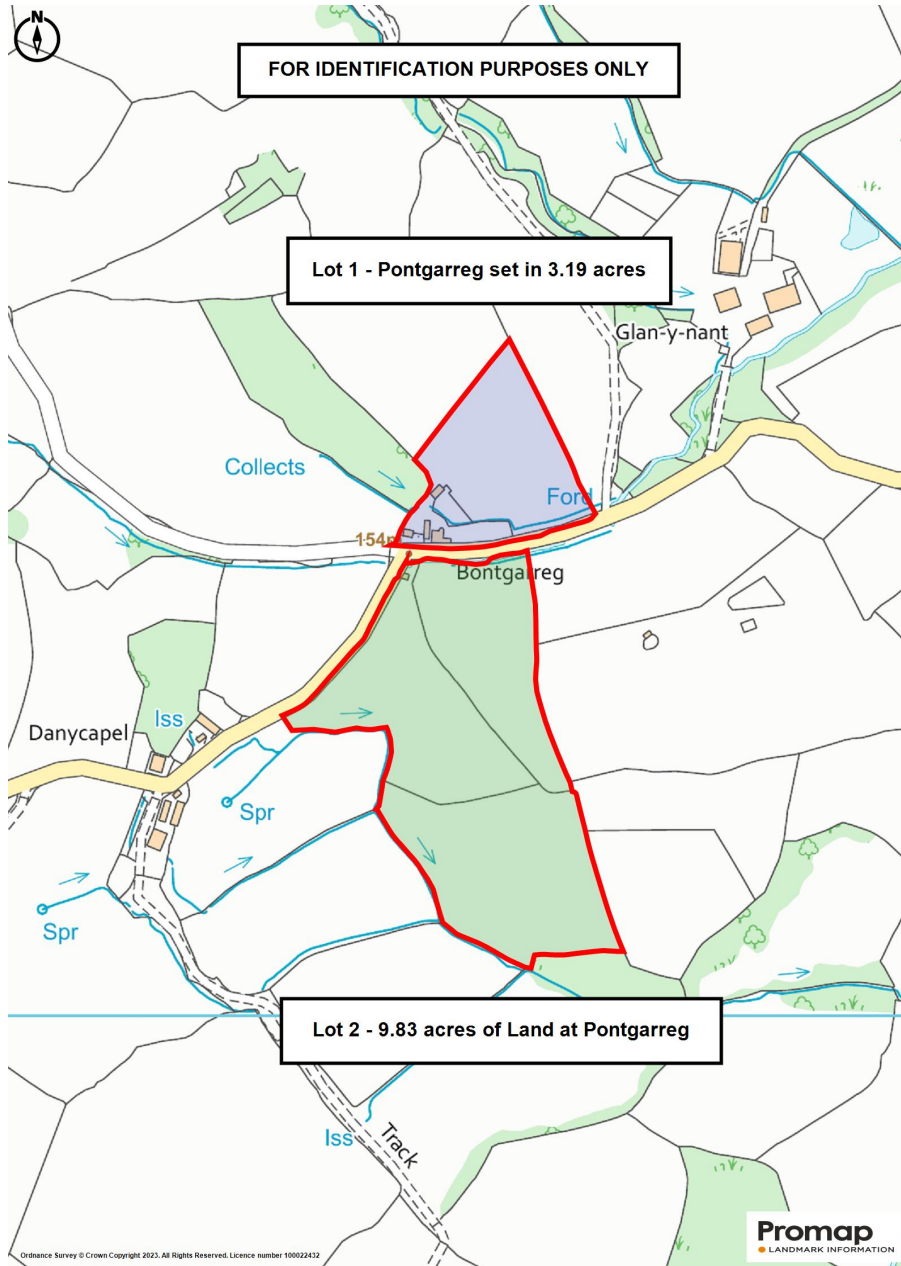 N
FOR IDENTIFICATION PURPOSES ONLY
Lot 1 - Pontgarreg set in 3.19 acres
Glan-y-nant
Collects
Ford
Bontgarreg
Iss
Danycapel
Spr
Spr
Lot 2 - 9.83 acres of Land at Pontgarreg
Track
Iss
Promap
LANDMARK INFORMATION
Ordnance Survey © Crown Copyright 2023. All Rights Reserved. Licence number 100022432